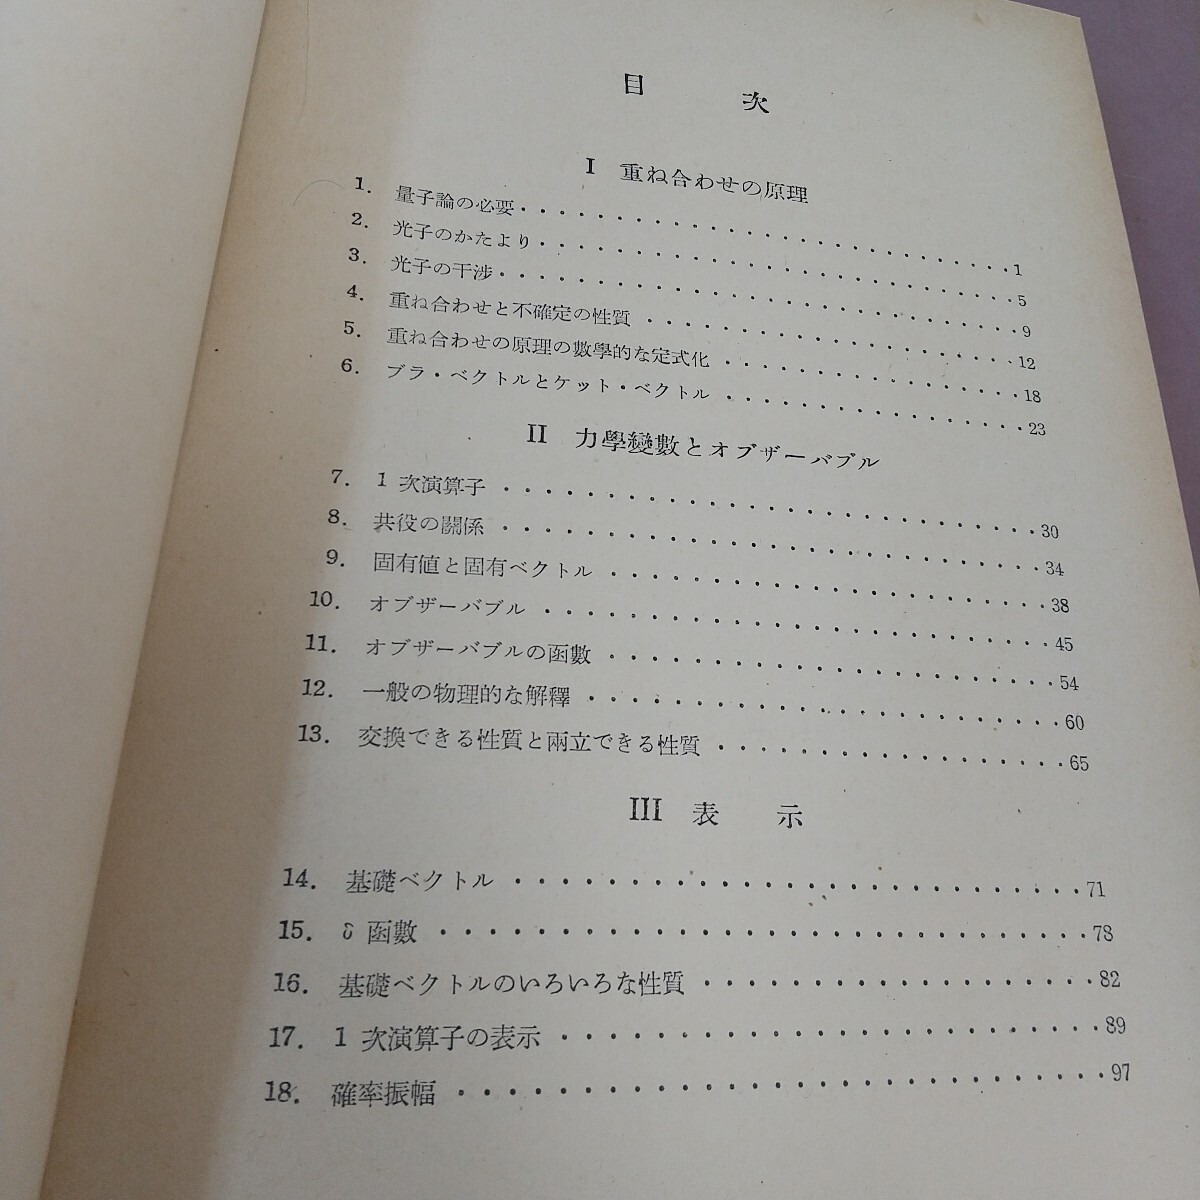 目 次
I 重ね合わせの原理
1. 量子論の必要 1
2. 光子のかたより 5
3. 光子の干渉 9
4. 重ね合わせと不確定の性質 12
5. 重ね合わせの原理の數學的な定式化 18
6. ブラ・ベクトルとケット・ベクトル 23
II 力學變數とオブザーバブル
7. 1 次演算子 30
8. 共役の關係 34
9. 固有値と固有ベクトル 38
10. オブザーバブル 45
11. オブザーバブルの函數 54
12. 一般の物理的な解釋 60
13. 交換できる性質と兩立できる性質 65
III 表 示
14. 基礎ベクトル 71
15. δ 函數 78
16. 基礎ベクトルのいろいろな性質 82
17. 1 次演算子の表示 89
18. 確率振幅 97